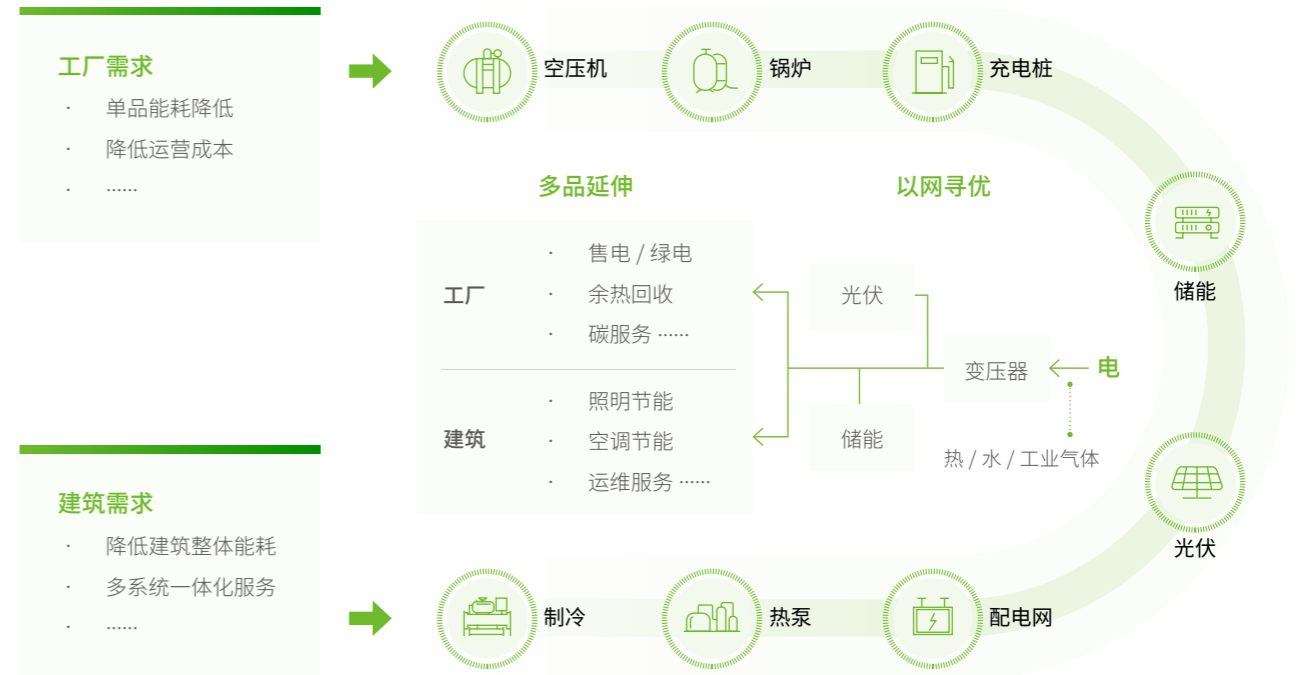 工厂需求
· 单品能耗降低
· 降低运营成本
· ······
空压机
锅炉
充电桩
储能
光伏
多品延伸
以网寻优
工厂
· 售电 / 绿电
· 余热回收
· 碳服务 ······
建筑
· 照明节能
· 空调节能
· 运维服务 ······
光伏
储能
变压器
电
热 / 水 / 工业气体
建筑需求
· 降低建筑整体能耗
· 多系统一体化服务
· ······
制冷
热泵
配电网